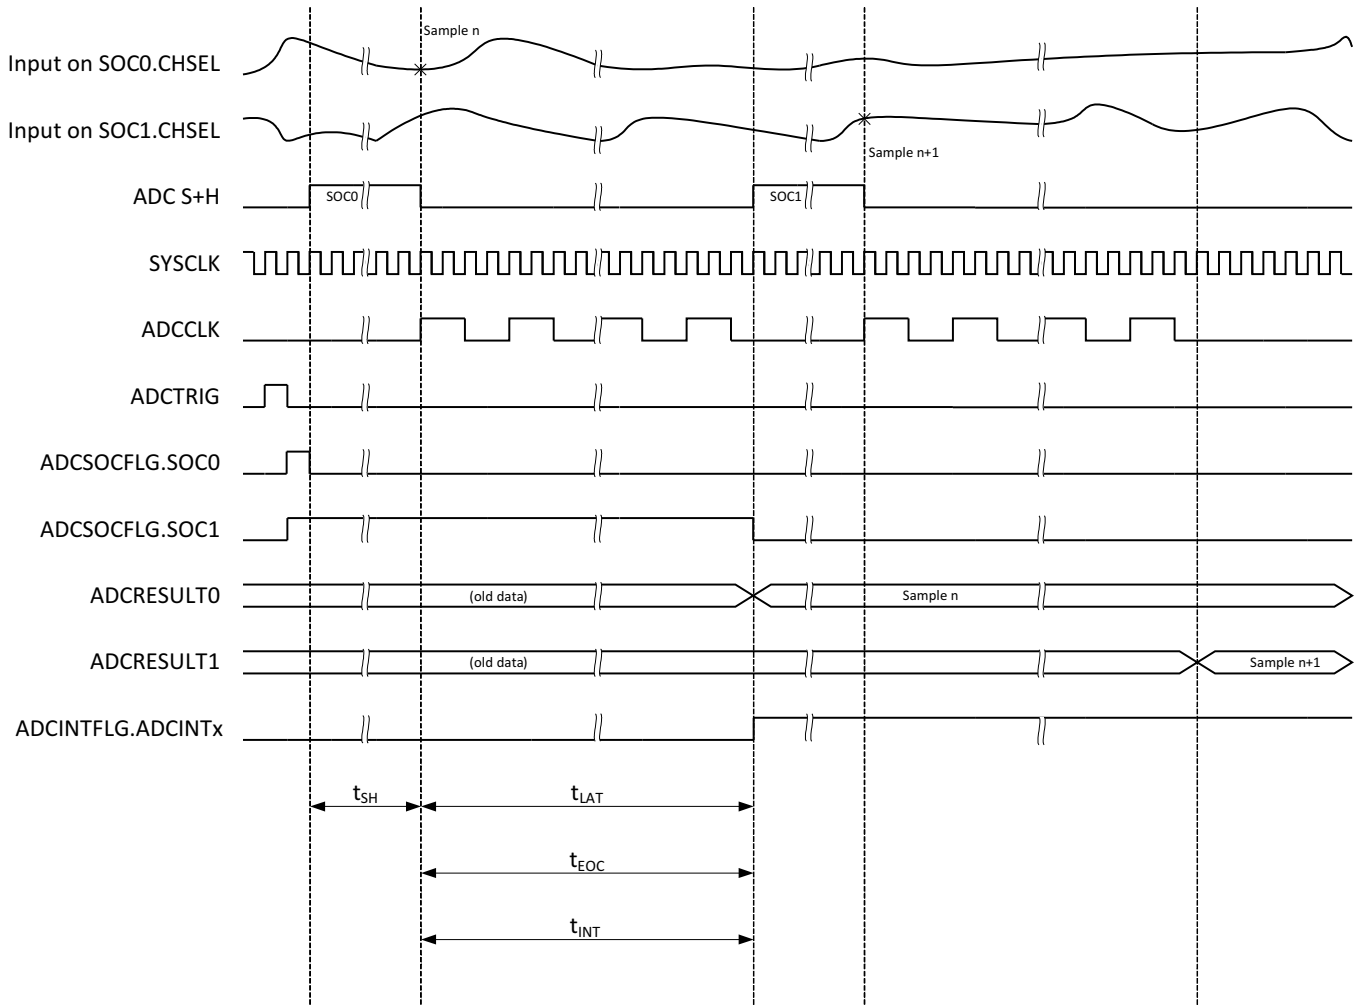 Sample n
Input on SOC0.CHSEL
Input on SOC1.CHSEL
Sample n+1
ADC S+H
SOC0
SOC1
SYSCLK
ADCCLK
ADCTRIG
ADCSOCFLG.SOC0
ADCSOCFLG.SOC1
ADCRESULT0
(old data)
Sample n
ADCRESULT1
(old data)
Sample n+1
ADCINTFLG.ADCINTx
tSH
tLAT
tEOC
tINT